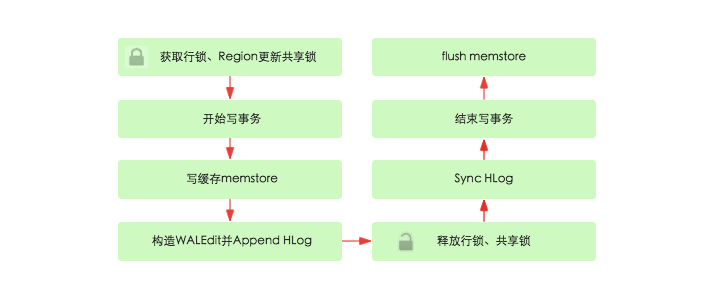 获取行锁、Region更新共享锁
开始写事务
写缓存memstore
构造WALEdit并Append HLog
释放行锁、共享锁
Sync HLog
结束写事务
flush memstore